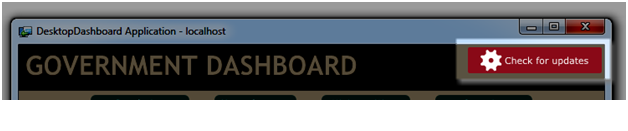 DesktopDashboard Application - localhost
GOVERNMENT DASHBOARD
Check for updates